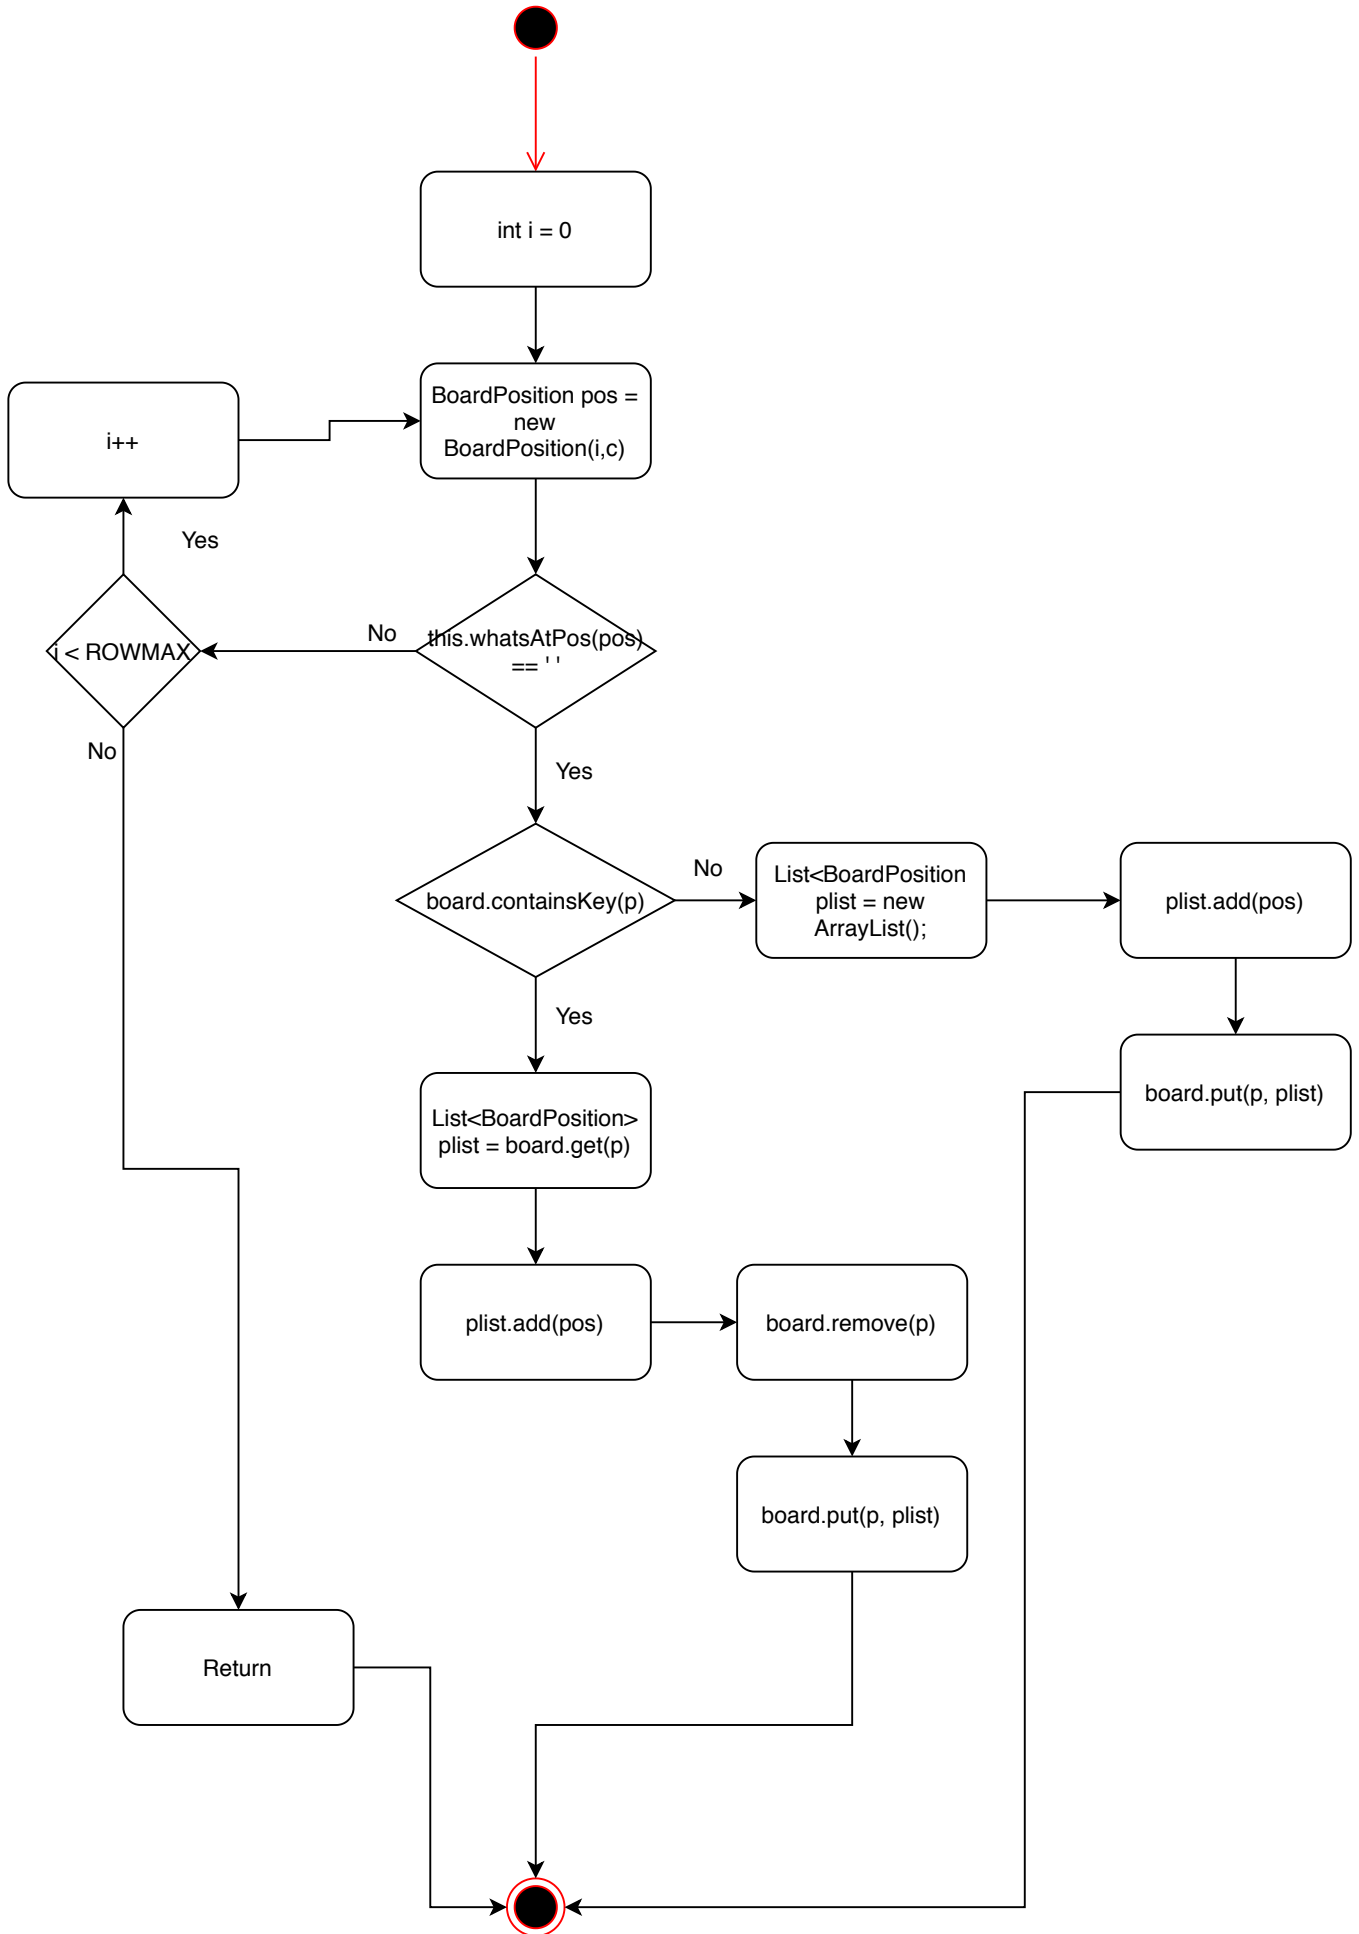 int i = 0
BoardPosition pos =
new
BoardPosition(i,c)
i++
Yes
i < ROWMAX
No
this.whatsAtPos(pos)
== ' '
No
Yes
board.containsKey(p)
No
List<BoardPosition
plist = new
ArrayList();
plist.add(pos)
board.put(p, plist)
Yes
List<BoardPosition>
plist = board.get(p)
plist.add(pos)
board.remove(p)
board.put(p, plist)
Return